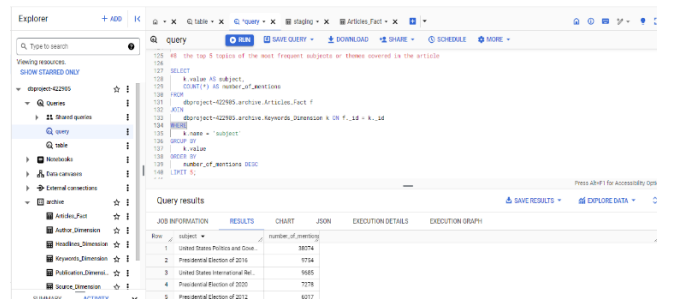 Explorer
+ ADD
table
*query
staging
Articles_Fact
Type to search
query
RUN
SAVE QUERY
DOWNLOAD
SHARE
SCHEDULE
MORE
Viewing resources.
SHOW STARRED ONLY
dbproject-422905
Queries
Shared queries
query
table
Notebooks
Data canvases
External connections
archive
Articles_Fact
Author_Dimension
Headlines_Dimension
Keywords_Dimension
Publication_Dimensi..
Source_Dimension
SUMMARY
ACTIVITY
125 #8 the top 5 topics of the most frequent subjects or themes covered in the article
126
127 SELECT
128 k.value AS subject,
129 COUNT(*) AS number_of_mentions
130 FROM
131 dbproject-422905.archive.Articles_Fact f
132 JOIN
133 dbproject-422905.archive.Keywords_Dimension k ON f._id = k._id
134 WHERE
135 k.name = 'subject'
136 GROUP BY
137 k.value
138 ORDER BY
139 number_of_mentions DESC
140 LIMIT 5;
Press Alt+F1 for Accessibility Opti
Query results
SAVE RESULTS
EXPLORE DATA
JOB INFORMATION
RESULTS
CHART
JSON
EXECUTION DETAILS
EXECUTION GRAPH
Row subject number_of_mentions
1 United States Politics and Gove... 38074
2 Presidential Election of 2016 9754
3 United States International Rel... 9685
4 Presidential Election of 2020 7278
5 Presidential Election of 2012 6017